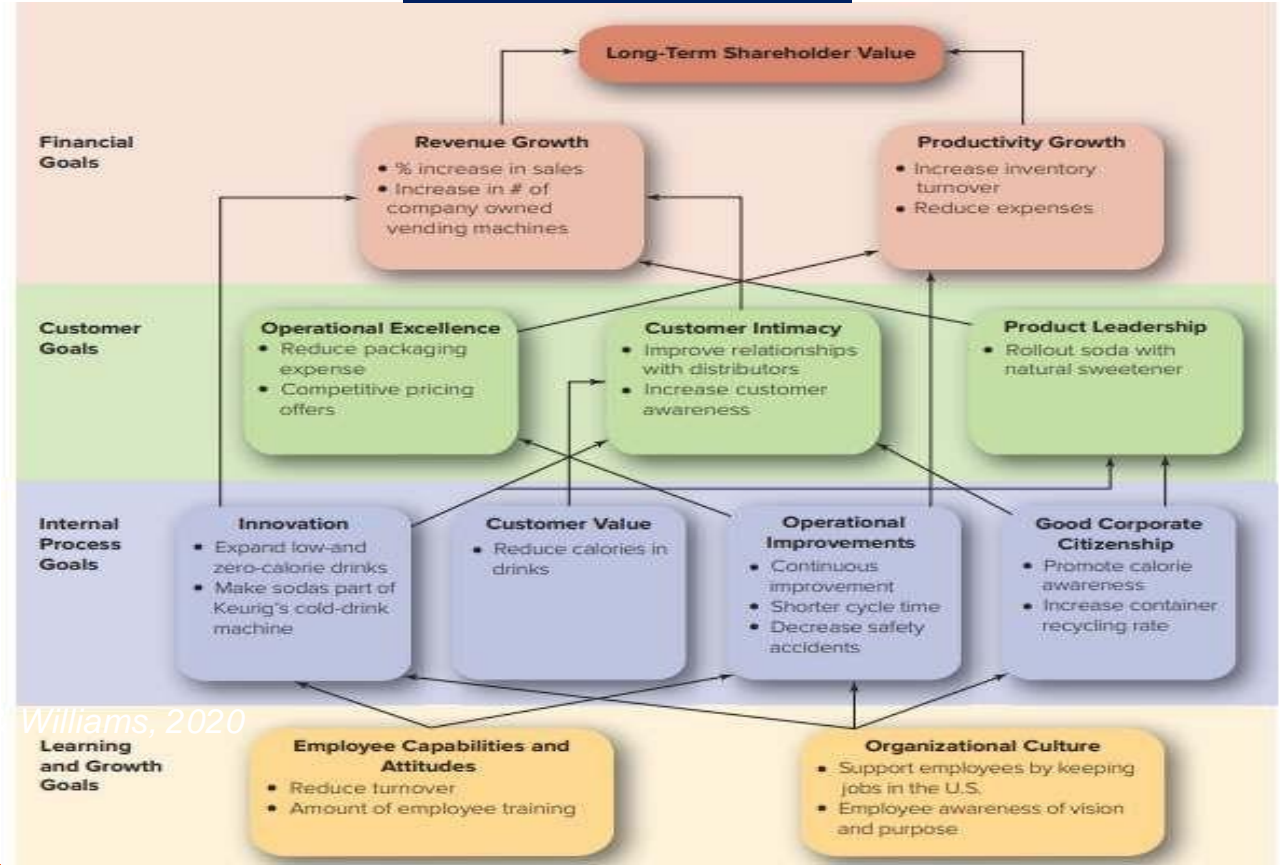 Long-Term Shareholder Value
Financial
Goals
Revenue Growth
• % increase in sales
• Increase in # of
company owned
vending machines
Productivity Growth
• Increase inventory
turnover
• Reduce expenses
Customer
Goals
Operational Excellence
• Reduce packaging
expense
• Competitive pricing
offers
Customer Intimacy
• Improve relationships
with distributors
• Increase customer
awareness
Product Leadership
• Rollout soda with
natural sweetener
Internal
Process
Goals
Innovation
• Expand low-and
zero-calorie drinks
• Make sodas part of
Keurig's cold-drink
machine
Customer Value
• Reduce calories in
drinks
Operational
Improvements
• Continuous
improvement
• Shorter cycle time
• Decrease safety
accidents
Good Corporate
Citizenship
• Promote calorie
awareness
• Increase container
recycling rate
Williams, 2020
Learning
and Growth
Goals
Employee Capabilities and
Attitudes
• Reduce turnover
• Amount of employee training
Organizational Culture
• Support employees by keeping
jobs in the U.S.
• Employee awareness of vision
and purpose